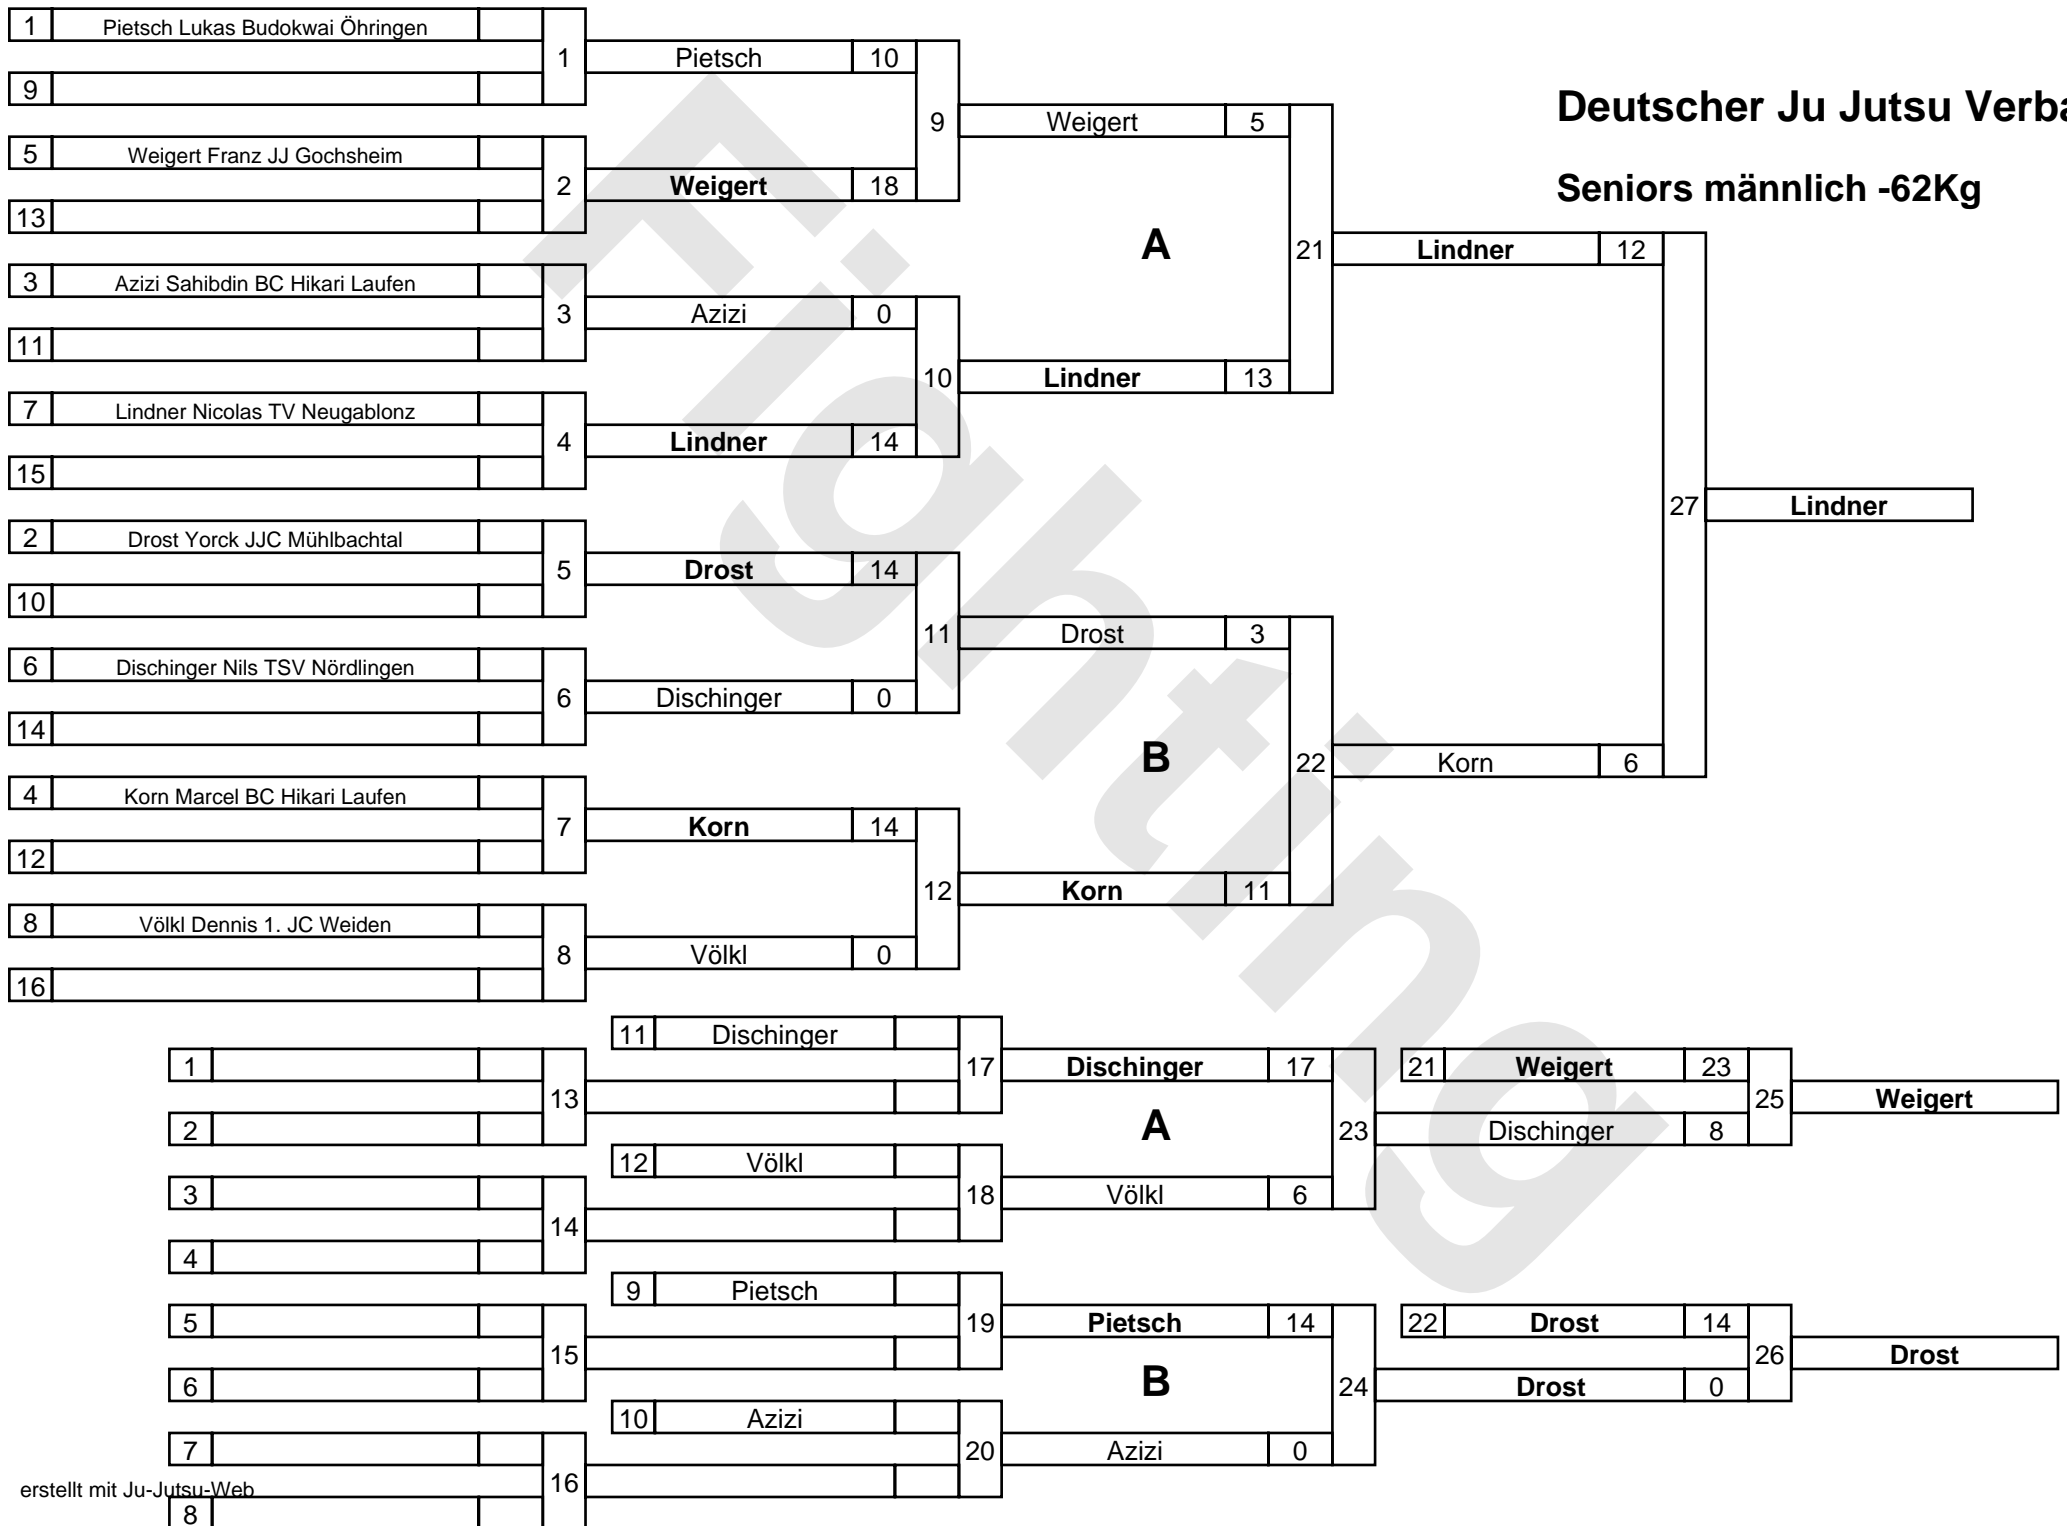 1 Pietsch Lukas Budokwai Öhringen
1 Pietsch 10
9
9 Weigert 5
Deutscher Ju Jutsu Verba
5 Weigert Franz JJ Gochsheim
2 Weigert 18
Seniors männlich -62Kg
13
A
21 Lindner 12
3 Azizi Sahibdin BC Hikari Laufen
3 Azizi 0
11
10 Lindner 13
7 Lindner Nicolas TV Neugablonz
4 Lindner 14
15
27 Lindner
2 Drost Yorck JJC Mühlbachtal
5 Drost 14
10
11 Drost 3
6 Dischinger Nils TSV Nördlingen
6 Dischinger 0
14
B
22 Korn 6
4 Korn Marcel BC Hikari Laufen
7 Korn 14
12
12 Korn 11
8 Völkl Dennis 1. JC Weiden
8 Völkl 0
16
Fighting
11 Dischinger
1
17 Dischinger 17
21 Weigert 23
13
A
25 Weigert
2
23 Dischinger 8
12 Völkl
3
18 Völkl 6
14
4
9 Pietsch
5
19 Pietsch 14
22 Drost 14
15
B
26 Drost
6
24 Drost 0
10 Azizi
7
20 Azizi 0
16
erstellt mit Ju-Jutsu-Web
8